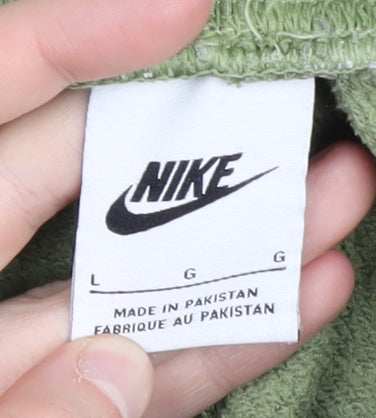 NIKE
L G G
MADE IN PAKISTAN
FABRIQUE AU PAKISTAN